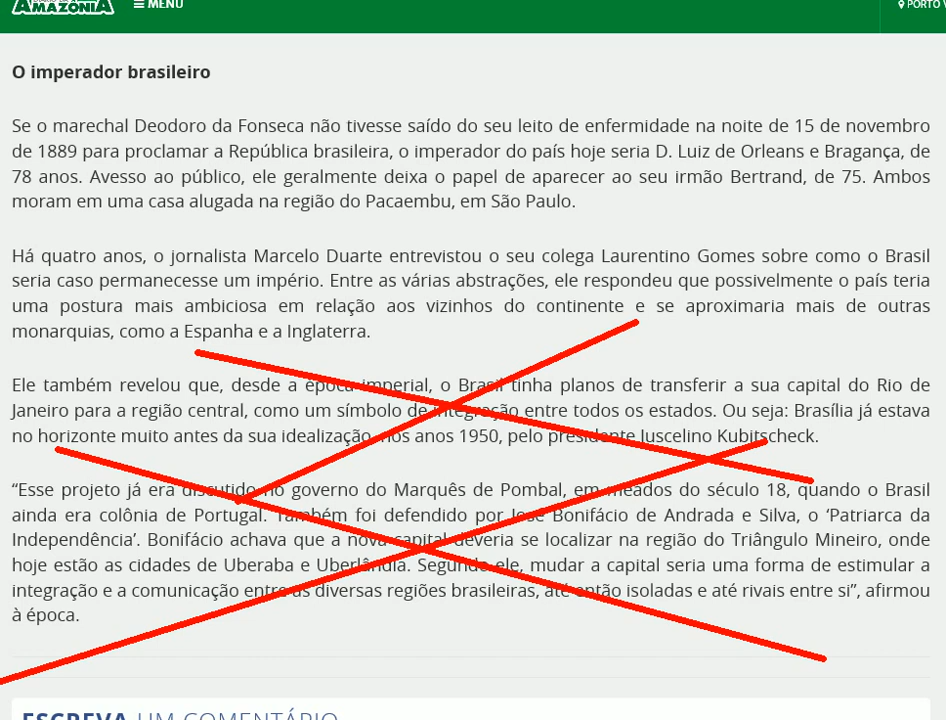 AMAZÔNIA
MENU
PORTO V
O imperador brasileiro
Se o marechal Deodoro da Fonseca não tivesse saído do seu leito de enfermidade na noite de 15 de novembro
de 1889 para proclamar a República brasileira, o imperador do país hoje seria D. Luiz de Orleans e Bragança, de
78 anos. Avesso ao público, ele geralmente deixa o papel de aparecer ao seu irmão Bertrand, de 75. Ambos
moram em uma casa alugada na região do Pacaembu, em São Paulo.
Há quatro anos, o jornalista Marcelo Duarte entrevistou o seu colega Laurentino Gomes sobre como o Brasil
seria caso permanecesse um império. Entre as várias abstrações, ele respondeu que possivelmente o país teria
uma postura mais ambiciosa em relação aos vizinhos do continente e se aproximaria mais de outras
monarquias, como a Espanha e a Inglaterra.
Ele também revelou que, desde a época imperial, o Brasil tinha planos de transferir a sua capital do Rio de
Janeiro para a região central, como um símbolo de integração entre todos os estados. Ou seja: Brasília já estava
no horizonte muito antes da sua idealização, nos anos 1950, pelo presidente Juscelino Kubitscheck.
“Esse projeto já era discutido no governo do Marquês de Pombal, em meados do século 18, quando o Brasil
ainda era colônia de Portugal. Também foi defendido por José Bonifácio de Andrada e Silva, o ‘Patriarca da
Independência’. Bonifácio achava que a nova capital deveria se localizar na região do Triângulo Mineiro, onde
hoje estão as cidades de Uberaba e Uberlândia. Segundo ele, mudar a capital seria uma forma de estimular a
integração e a comunicação entre as diversas regiões brasileiras, até então isoladas e até rivais entre si”, afirmou
à época.
ESCREVA UM COMENTÁRIO